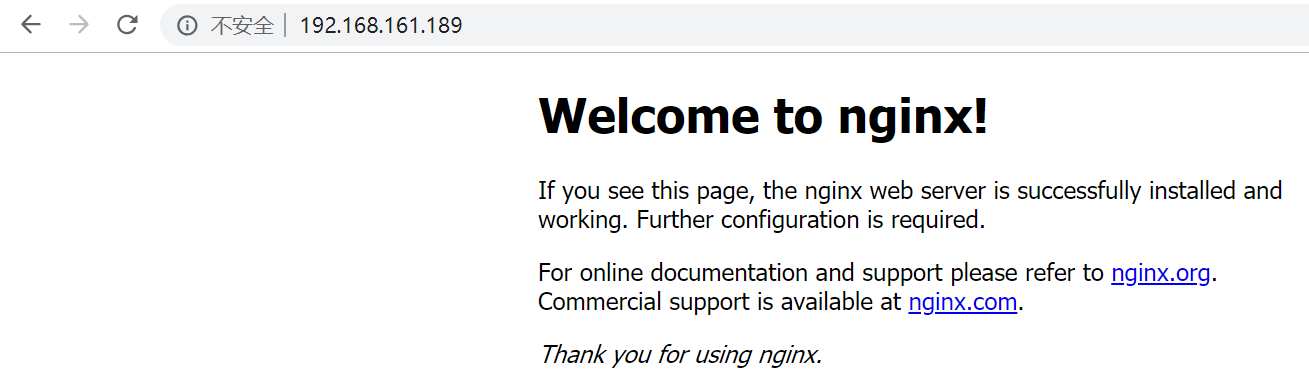 不安全 | 192.168.161.189
Welcome to nginx!
If you see this page, the nginx web server is successfully installed and
working. Further configuration is required.
For online documentation and support please refer to nginx.org.
Commercial support is available at nginx.com.
Thank you for using nginx.